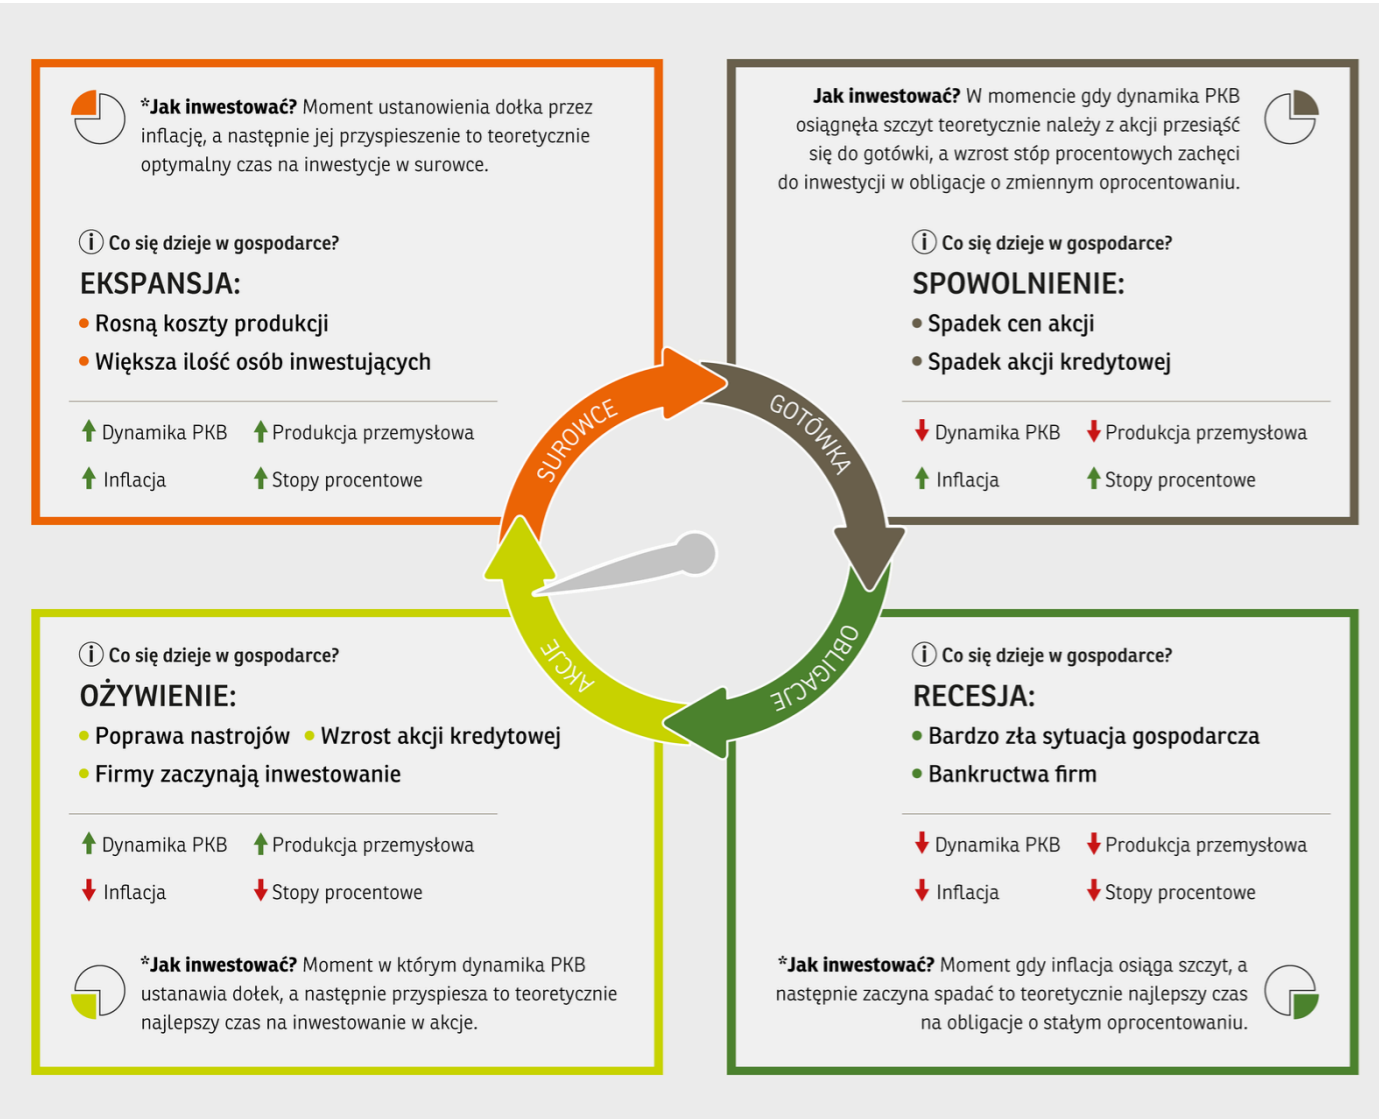 *Jak inwestować? Moment ustanowienia dołka przez
inflację, a następnie jej przyspieszenie to teoretycznie
optymalny czas na inwestycje w surowce.
i Co się dzieje w gospodarce?
EKSPANSJA:
• Rosną koszty produkcji
• Większa ilość osób inwestujących
Dynamika PKB Produkcja przemysłowa
Inflacja Stopy procentowe
Jak inwestować? W momencie gdy dynamika PKB
osiągnęła szczyt teoretycznie należy z akcji przesiąść
się do gotówki, a wzrost stóp procentowych zachęci
do inwestycji w obligacje o zmiennym oprocentowaniu.
i Co się dzieje w gospodarce?
SPOWOLNIENIE:
• Spadek cen akcji
• Spadek akcji kredytowej
Dynamika PKB Produkcja przemysłowa
Inflacja Stopy procentowe
SUROWCE
GOTÓWKA
OBLIGACJE
AKCJE
i Co się dzieje w gospodarce?
OŻYWIENIE:
• Poprawa nastrojów • Wzrost akcji kredytowej
• Firmy zaczynają inwestowanie
Dynamika PKB Produkcja przemysłowa
Inflacja Stopy procentowe
*Jak inwestować? Moment w którym dynamika PKB
ustanawia dołek, a następnie przyspiesza to teoretycznie
najlepszy czas na inwestowanie w akcje.
i Co się dzieje w gospodarce?
RECESJA:
• Bardzo zła sytuacja gospodarcza
• Bankructwa firm
Dynamika PKB Produkcja przemysłowa
Inflacja Stopy procentowe
*Jak inwestować? Moment gdy inflacja osiąga szczyt, a
następnie zaczyna spadać to teoretycznie najlepszy czas
na obligacje o stałym oprocentowaniu.